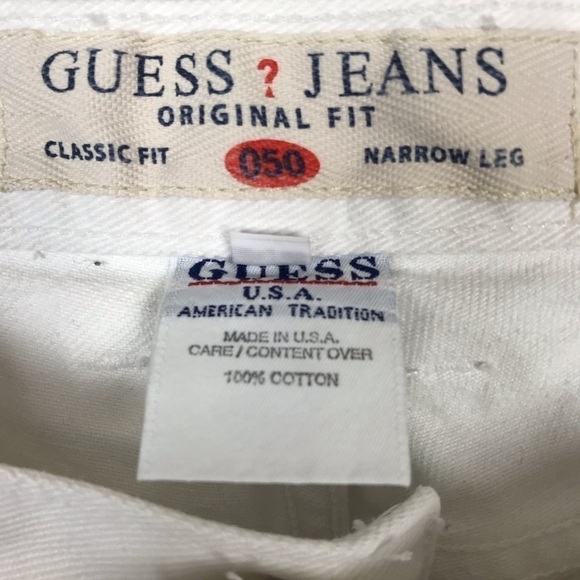 GUESS ? JEANS
ORIGINAL FIT
CLASSIC FIT 050 NARROW LEG
GUESS
U.S.A.
AMERICAN TRADITION
MADE IN U.S.A.
CARE / CONTENT OVER
100% COTTON